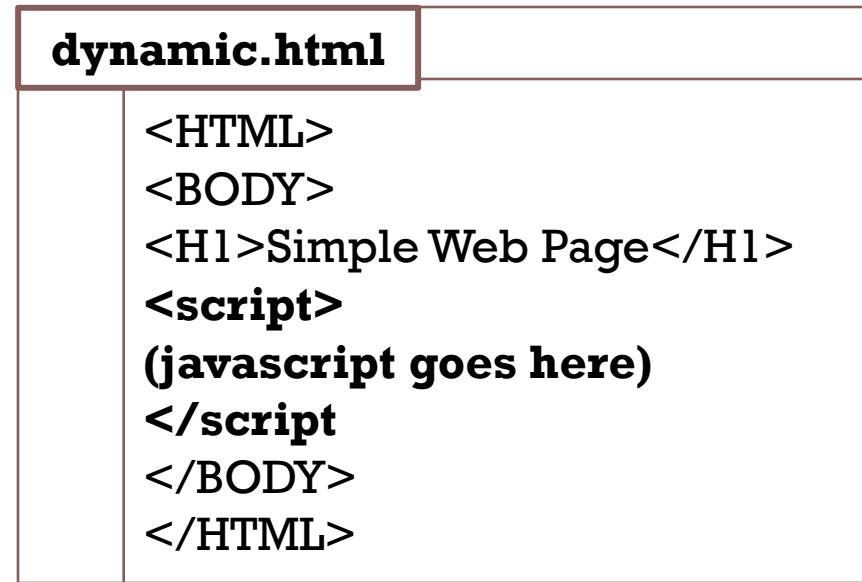 dynamic.html
<HTML>
<BODY>
<H1>Simple Web Page</H1>
<script>
(javascript goes here)
</script
</BODY>
</HTML>